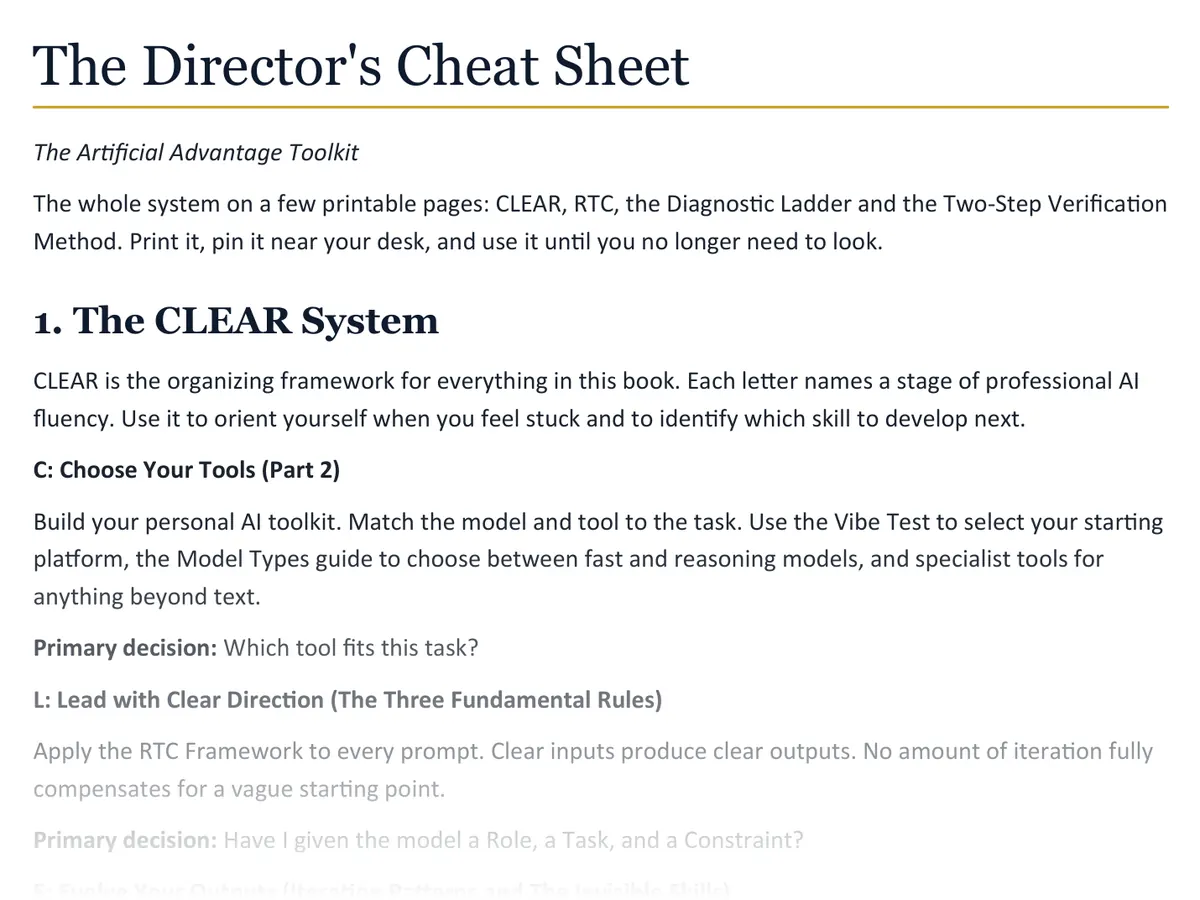 The Director's Cheat Sheet
The Artificial Advantage Toolkit
The whole system on a few printable pages: CLEAR, RTC, the Diagnostic Ladder and the Two-Step Verification
Method. Print it, pin it near your desk, and use it until you no longer need to look.
1. The CLEAR System
CLEAR is the organizing framework for everything in this book. Each letter names a stage of professional AI
fluency. Use it to orient yourself when you feel stuck and to identify which skill to develop next.
C: Choose Your Tools (Part 2)
Build your personal AI toolkit. Match the model and tool to the task. Use the Vibe Test to select your starting
platform, the Model Types guide to choose between fast and reasoning models, and specialist tools for
anything beyond text.
Primary decision: Which tool fits this task?
L: Lead with Clear Direction (The Three Fundamental Rules)
Apply the RTC Framework to every prompt. Clear inputs produce clear outputs. No amount of iteration fully
compensates for a vague starting point.
Primary decision: Have I given the model a Role, a Task, and a Constraint?
E: Evolve Your Outputs (Iteration Patterns and The Invisible Skills)